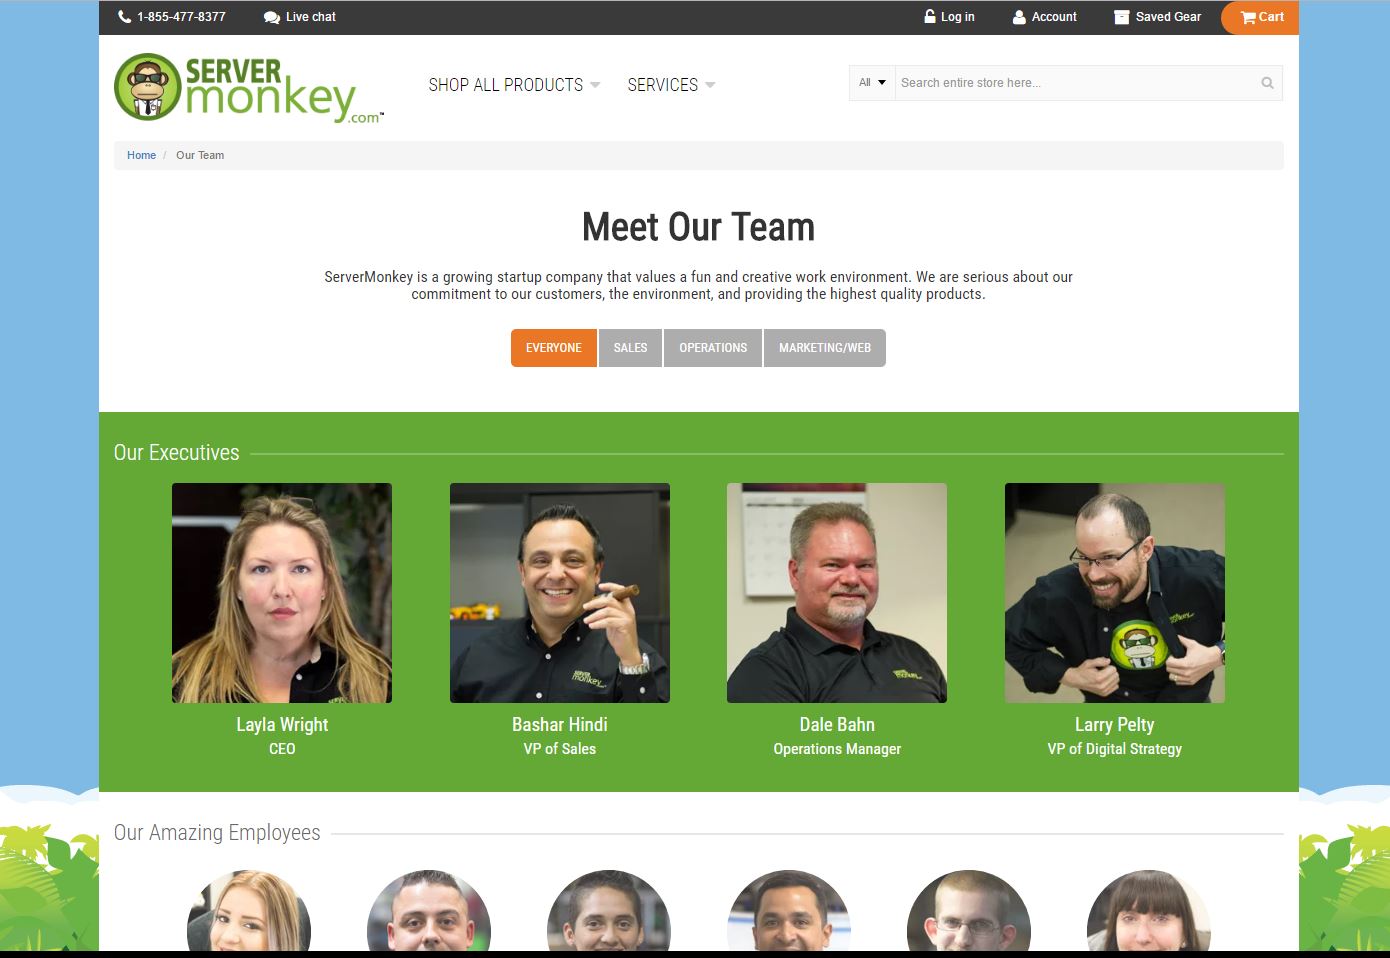 1-855-477-8377
Live chat
Log in
Account
Saved Gear
Cart
SERVER
monkey
.com™
SHOP ALL PRODUCTS
SERVICES
All
Search entire store here...
Home / Our Team
Meet Our Team
ServerMonkey is a growing startup company that values a fun and creative work environment. We are serious about our
commitment to our customers, the environment, and providing the highest quality products.
EVERYONE
SALES
OPERATIONS
MARKETING/WEB
Our Executives
SERVER
monkey
Layla Wright
CEO
Bashar Hindi
VP of Sales
Dale Bahn
Operations Manager
Larry Pelty
VP of Digital Strategy
Our Amazing Employees